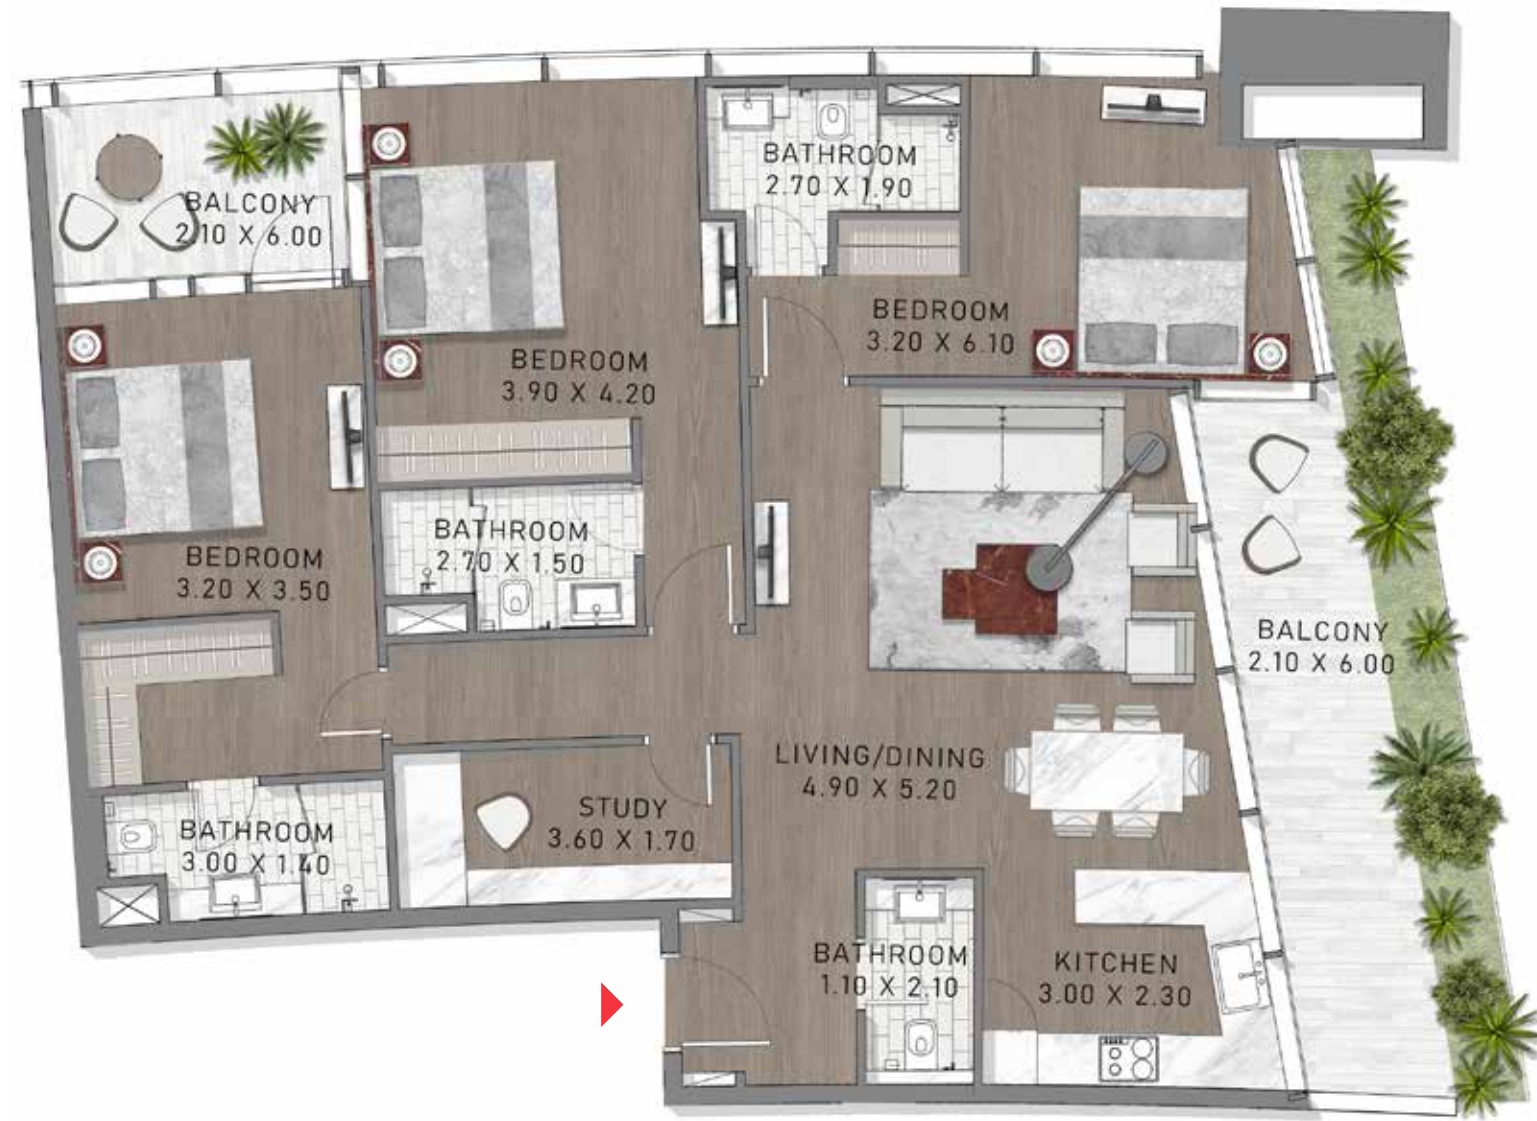 BATHROOM
2.70 X 1.90
BALCONY
2.10 X 6.00
BEDROOM
3.20 X 6.10
BEDROOM
3.90 X 4.20
BATHROOM
2.70 X 1.50
BEDROOM
3.20 X 3.50
BALCONY
2.10 X 6.00
LIVING/DINING
4.90 X 5.20
STUDY
3.60 X 1.70
BATHROOM
3.00 X 1.40
BATHROOM
1.10 X 2.10
KITCHEN
3.00 X 2.30